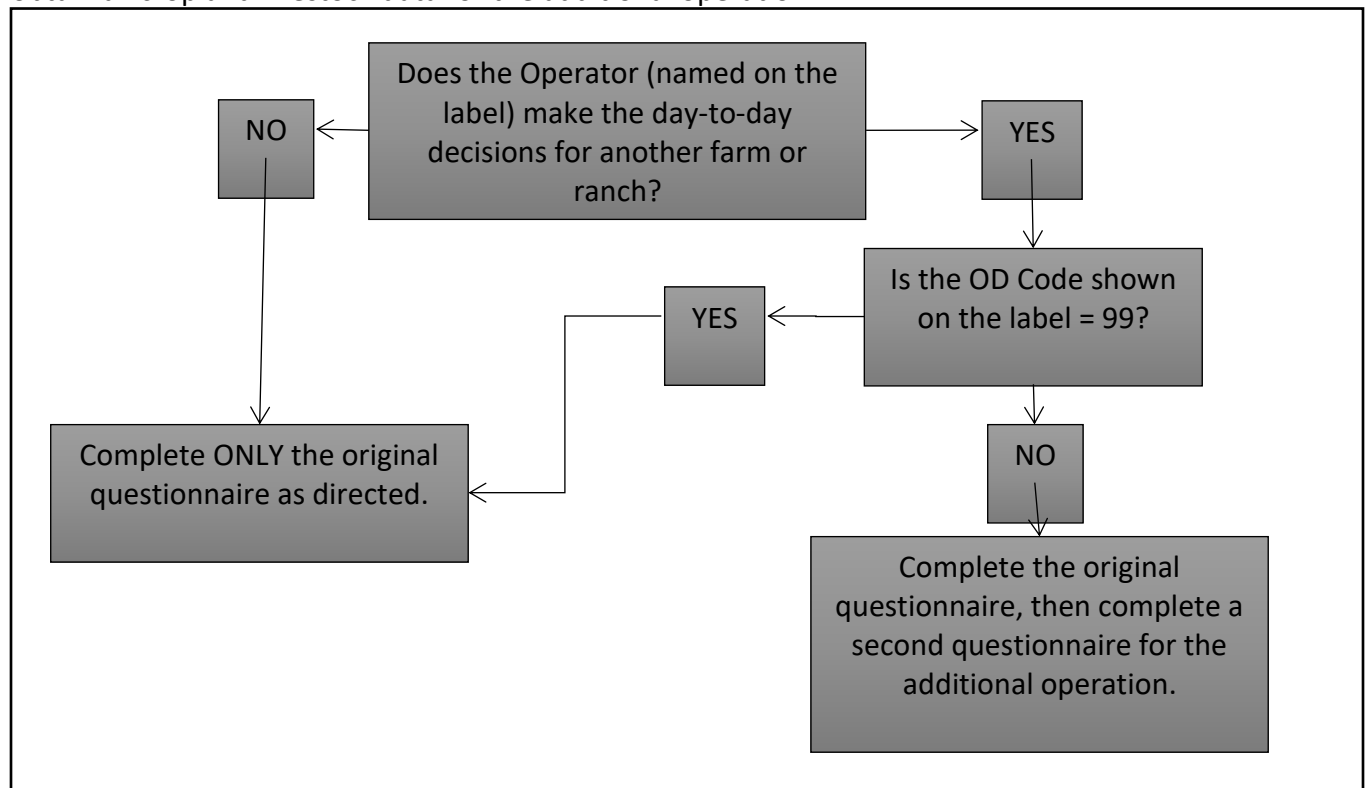 Does the Operator (named on the
label) make the day-to-day
decisions for another farm or
ranch?
NO
YES
Is the OD Code shown
on the label = 99?
YES
Complete ONLY the original
questionnaire as directed.
NO
Complete the original
questionnaire, then complete a
second questionnaire for the
additional operation.